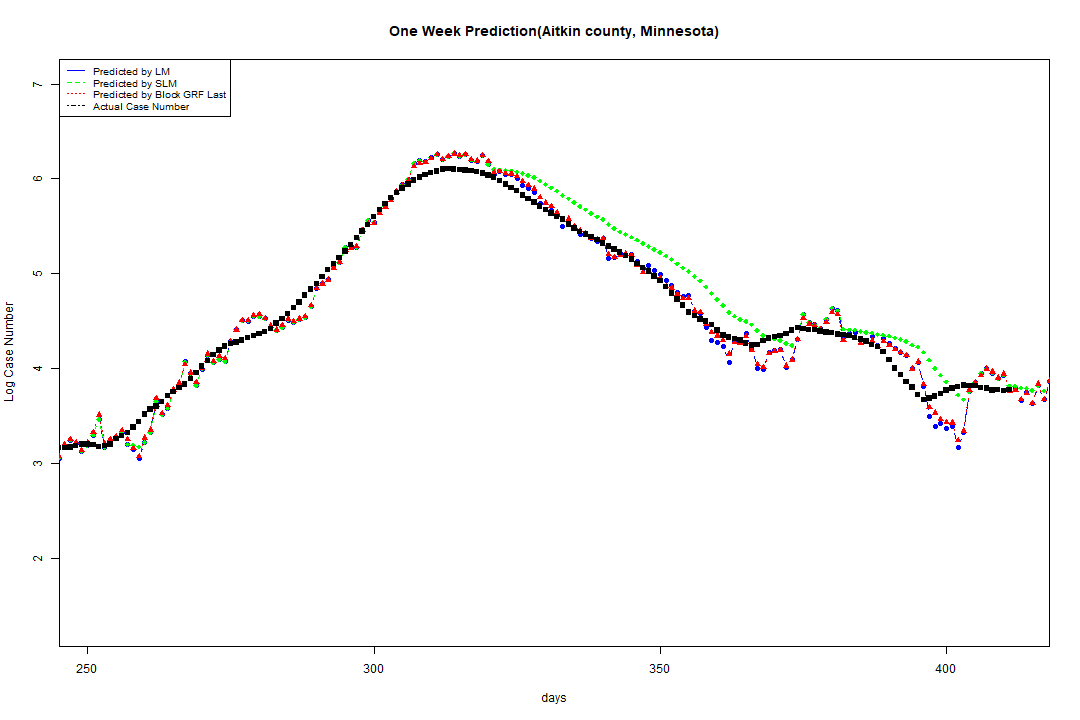 One Week Prediction(Aitkin county, Minnesota)
Predicted by LM
Predicted by SLM
Predicted by Block GRF Last
Actual Case Number
7
6
5
4
3
2
Log Case Number
250
300
350
400
days